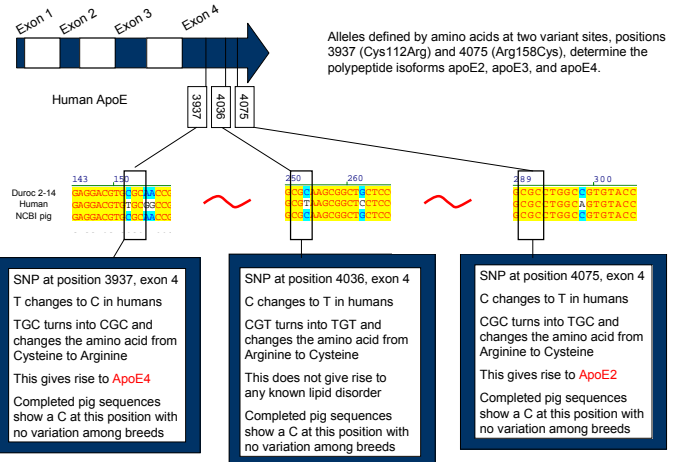 Exon 1
Exon 2
Exon 3
Exon 4
Alleles defined by amino acids at two variant sites, positions
3937 (Cys112Arg) and 4075 (Arg158Cys), determine the
polypeptide isoforms apoE2, apoE3, and apoE4.
Human ApoE
3937
4036
4075
143 150
Duroc 2-14 GAGGACGTGCGCAACCG
Human GAGGACGTGTGCGGCCG
NCBI pig GAGGACGTGCGCAACCG
250 260
GCGCAAGCGGCTGCTCC
GCGTAAGCGGCTCCTCC
GCGCAAGCGGCTGCTCC
289 300
GCGCCTGGCCGTGTACC
GCGCCTGGCAGTGTACC
GCGCCTGGCCGTGTACC
SNP at position 3937, exon 4
T changes to C in humans
TGC turns into CGC and
changes the amino acid from
Cysteine to Arginine
This gives rise to ApoE4
Completed pig sequences
show a C at this position with
no variation among breeds
SNP at position 4036, exon 4
C changes to T in humans
CGT turns into TGT and
changes the amino acid from
Arginine to Cysteine
This does not give rise to
any known lipid disorder
Completed pig sequences
show a C at this position with
no variation among breeds
SNP at position 4075, exon 4
C changes to T in humans
CGC turns into TGC and
changes the amino acid from
Arginine to Cysteine
This gives rise to ApoE2
Completed pig sequences
show a C at this position with
no variation among breeds